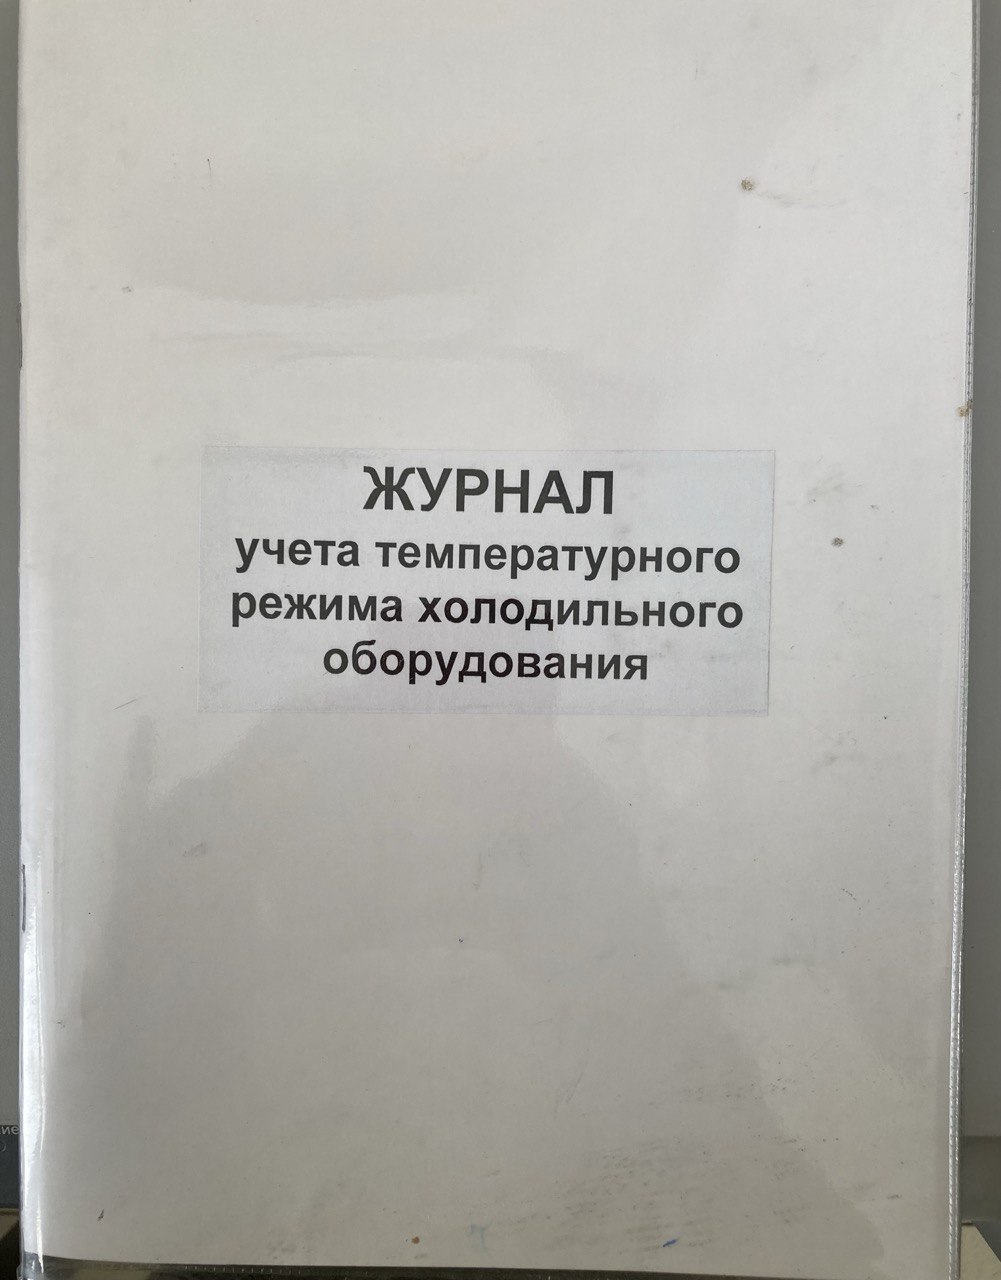 ЖУРНАЛ
учета температурного
режима холодильного
оборудования